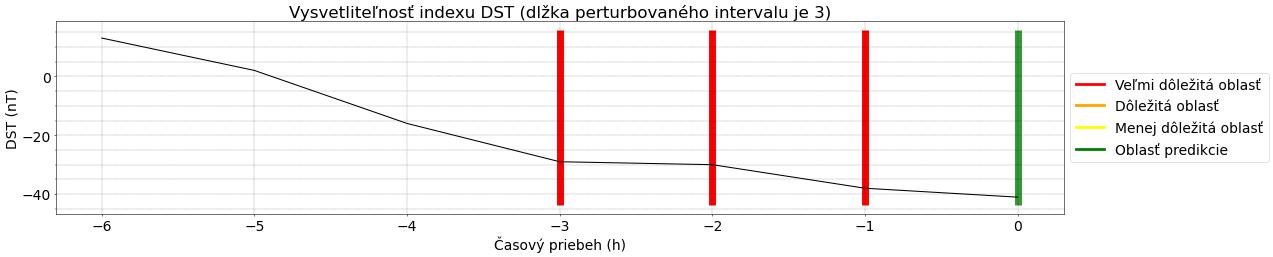 Vysvetliteľnosť indexu DST (dĺžka perturbovaného intervalu je 3)
DST (nT)
0
−20
−40
−6 −5 −4 −3 −2 −1 0
Časový priebeh (h)
Veľmi dôležitá oblasť
Dôležitá oblasť
Menej dôležitá oblasť
Oblasť predikcie